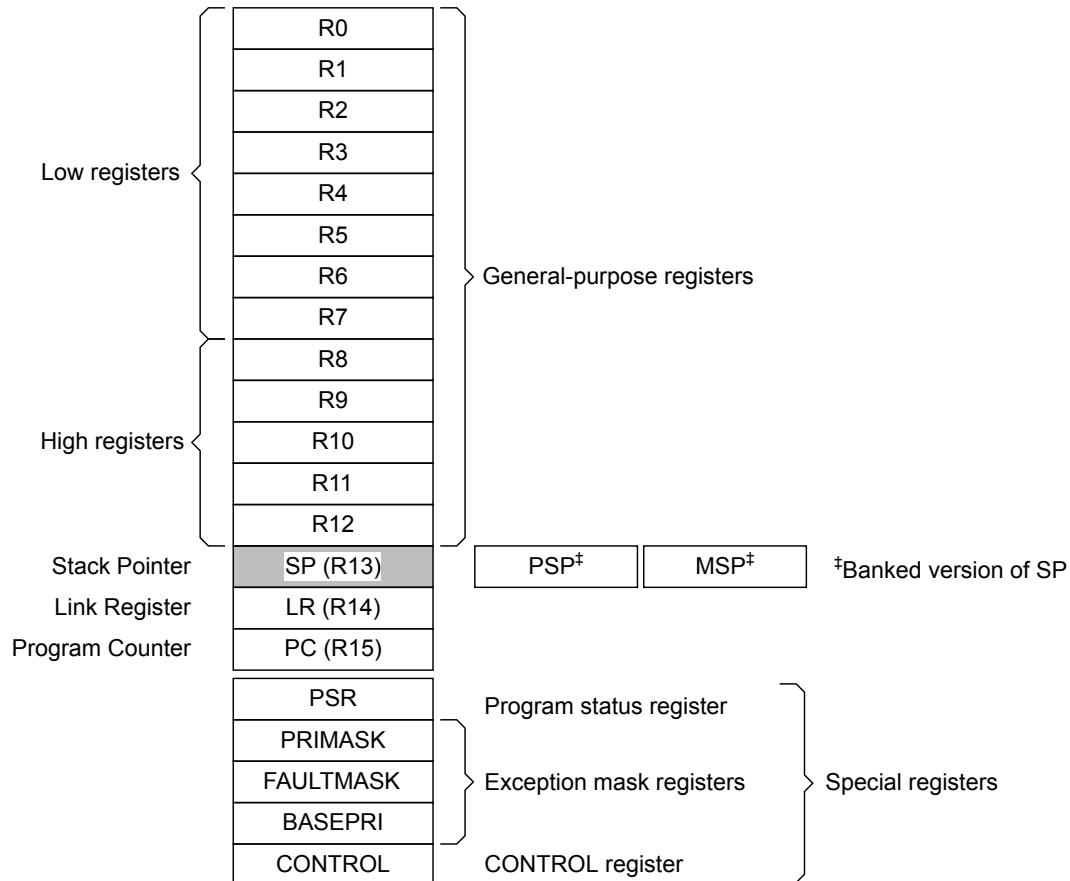 R0
R1
R2
R3
Low registers
R4
R5
R6
General-purpose registers
R7
R8
R9
High registers
R10
R11
R12
Stack Pointer SP (R13) PSP‡ MSP‡ ‡Banked version of SP
Link Register LR (R14)
Program Counter PC (R15)
PSR Program status register
PRIMASK
FAULTMASK Exception mask registers Special registers
BASEPRI
CONTROL CONTROL register